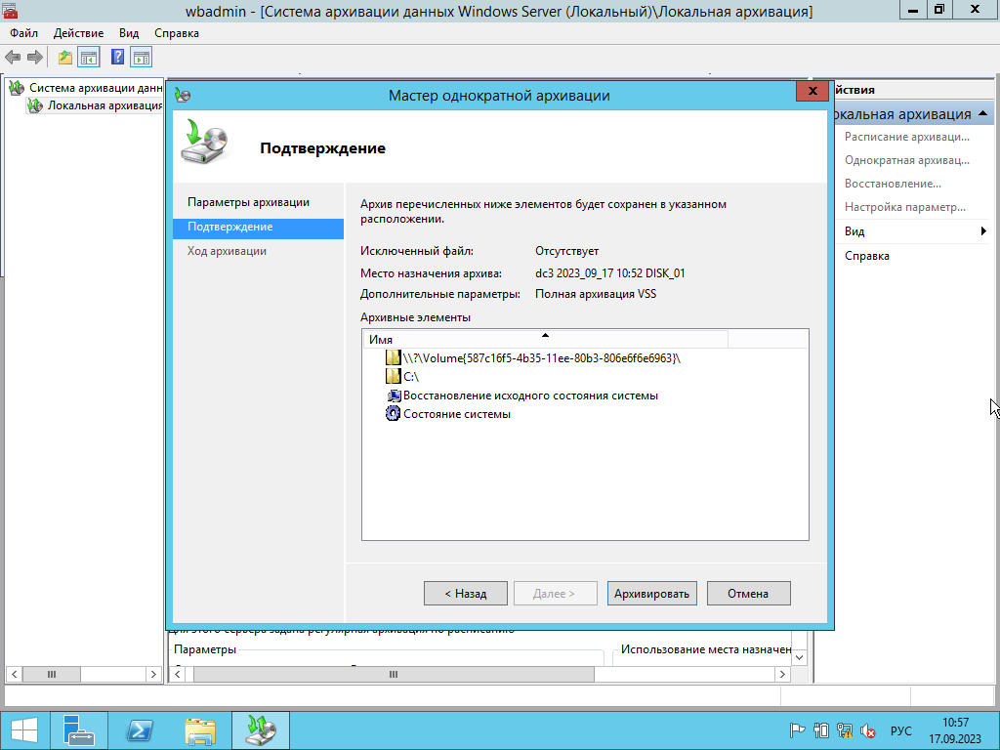 wbadmin - [Система архивации данных Windows Server (Локальный)\Локальная архивация]
Файл Действие Вид Справка
Система архивации данн
Локальная архивация
Мастер однократной архивации
Подтверждение
Параметры архивации
Подтверждение
Ход архивации
Архив перечисленных ниже элементов будет сохранен в указанном
расположении.
Исключенный файл: Отсутствует
Место назначения архива: dc3 2023_09_17 10:52 DISK_01
Дополнительные параметры: Полная архивация VSS
Архивные элементы
Имя
\\?\Volume{587c16f5-4b35-11ee-80b3-806e6f6e6963}\
C:\
Восстановление исходного состояния системы
Состояние системы
< Назад Далее > Архивировать Отмена
йствия
окальная архивация
Расписание архиваци...
Однократная архивац...
Восстановление...
Настройка параметр...
Вид
Справка
Для этого сервера задана регулярная архивация по расписанию
Параметры
Использование места назначен
РУС
10:57
17.09.2023